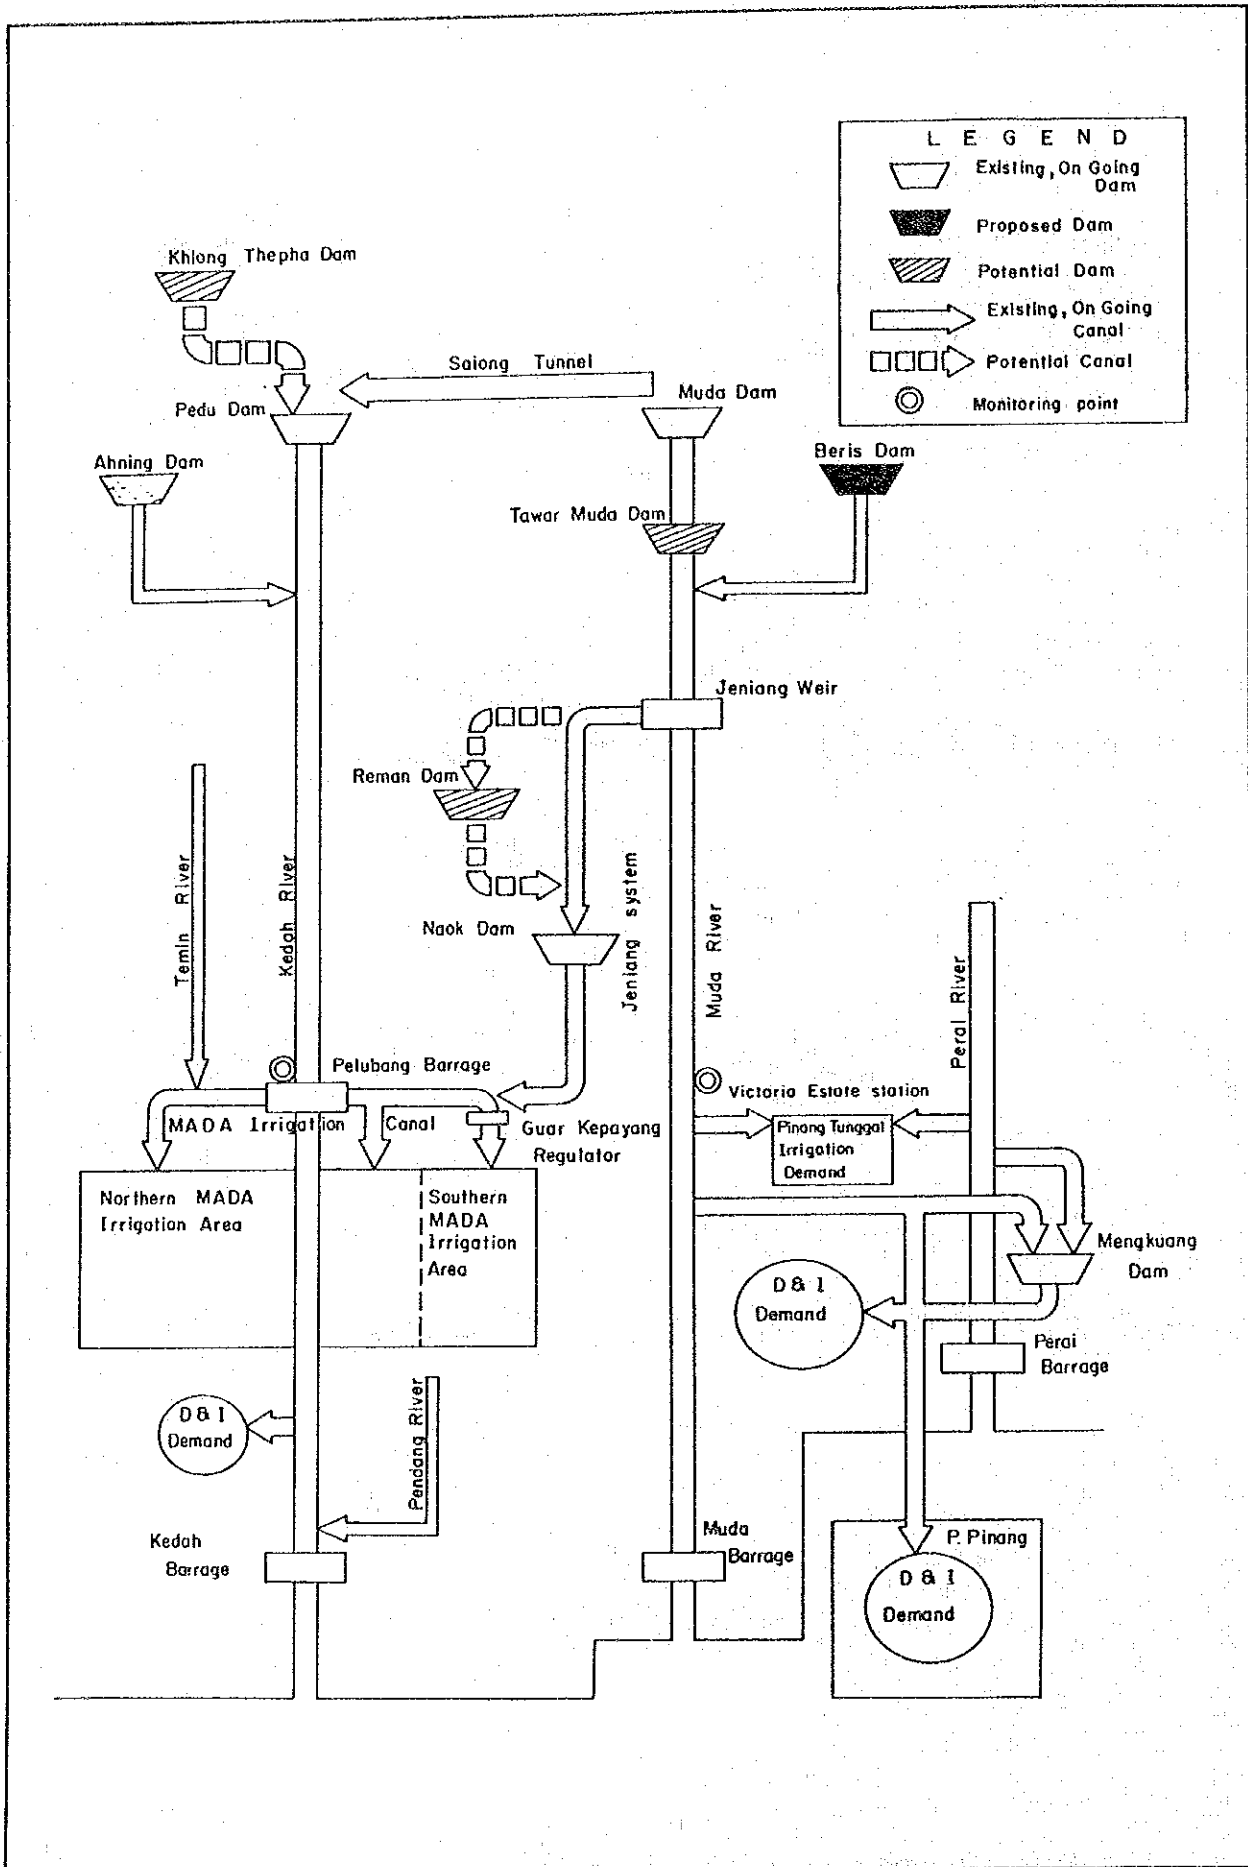 L E G E N D
Existing, On Going
Dam
Proposed Dam
Potential Dam
Existing, On Going
Canal
Potential Canal
Monitoring point
Khlong Thepha Dam
Saiong Tunnel
Pedu Dam
Muda Dam
Ahning Dam
Beris Dam
Tawar Muda Dam
Jeniang Weir
Reman Dam
Temin River
Kedah River
Naok Dam
Jeniang system
Muda River
Perai River
Pelubang Barrage
Victoria Estate station
MADA Irrigation Canal
Guar Kepayang
Regulator
Pinang Tunggal
Irrigation
Demand
Northern MADA
Irrigation Area
Southern
MADA
Irrigation
Area
Mengkuang
Dam
D & I
Demand
Perai
Barrage
D & I
Demand
Pendang River
Kedah
Barrage
Muda
Barrage
P. Pinang
D & I
Demand